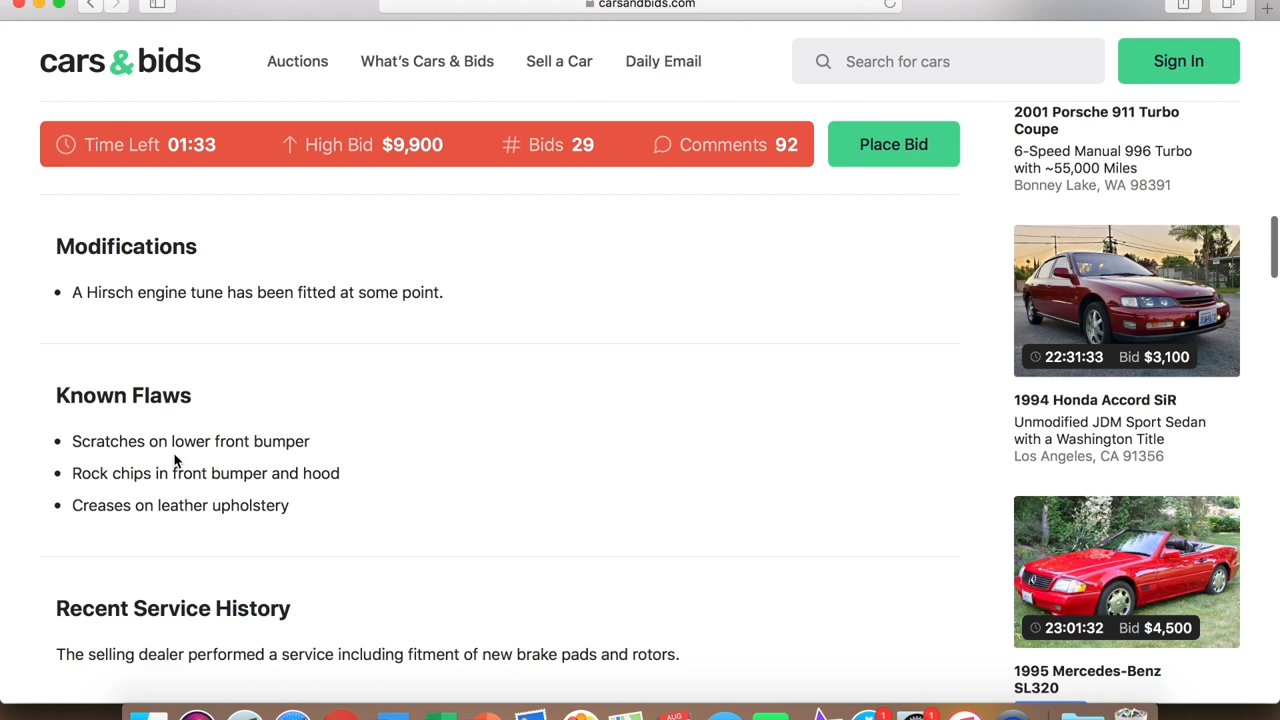 carsandbids.com
cars & bids
Auctions
What's Cars & Bids
Sell a Car
Daily Email
Search for cars
Sign In
Time Left 01:33
High Bid $9,900
# Bids 29
Comments 92
Place Bid
Modifications
• A Hirsch engine tune has been fitted at some point.
Known Flaws
• Scratches on lower front bumper
• Rock chips in front bumper and hood
• Creases on leather upholstery
Recent Service History
The selling dealer performed a service including fitment of new brake pads and rotors.
2001 Porsche 911 Turbo
Coupe
6-Speed Manual 996 Turbo
with ~55,000 Miles
Bonney Lake, WA 98391
22:31:33 Bid $3,100
1994 Honda Accord SiR
Unmodified JDM Sport Sedan
with a Washington Title
Los Angeles, CA 91356
23:01:32 Bid $4,500
1995 Mercedes-Benz
SL320
AUG
1
1